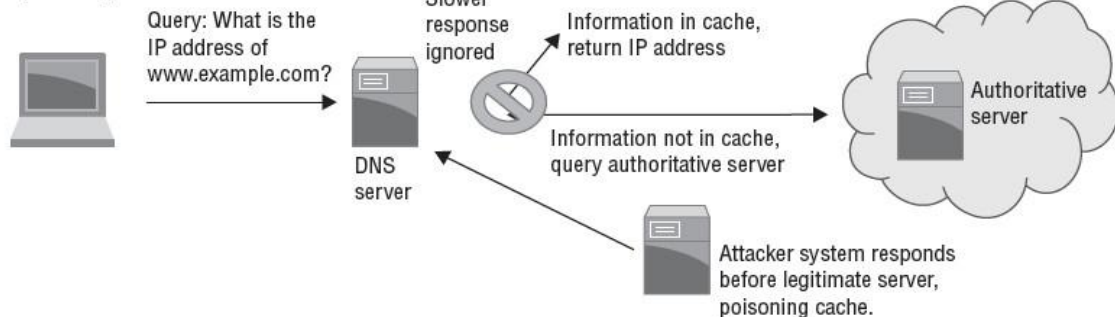 Query: What is the
IP address of
www.example.com?
Slower
response
ignored
Information in cache,
return IP address
Authoritative
server
Information not in cache,
query authoritative server
DNS
server
Attacker system responds
before legitimate server,
poisoning cache.